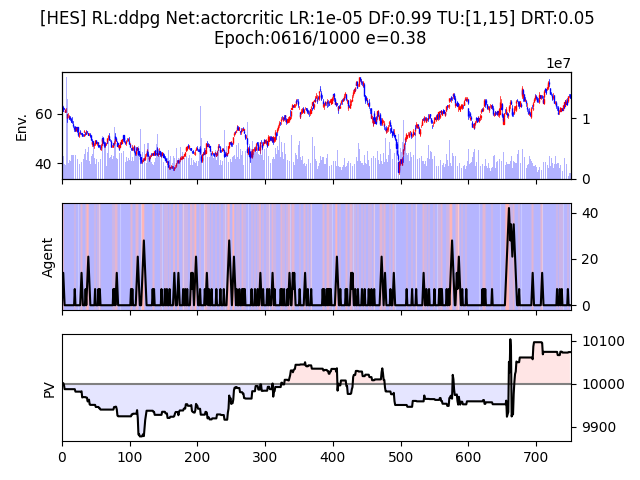 [HES] RL:ddpg Net:actorcritic LR:1e-05 DF:0.99 TU:[1,15] DRT:0.05
Epoch:0616/1000 e=0.38
1e7
Env.
60
40
1
0
Agent
40
20
0
PV
10100
10000
9900
0 100 200 300 400 500 600 700